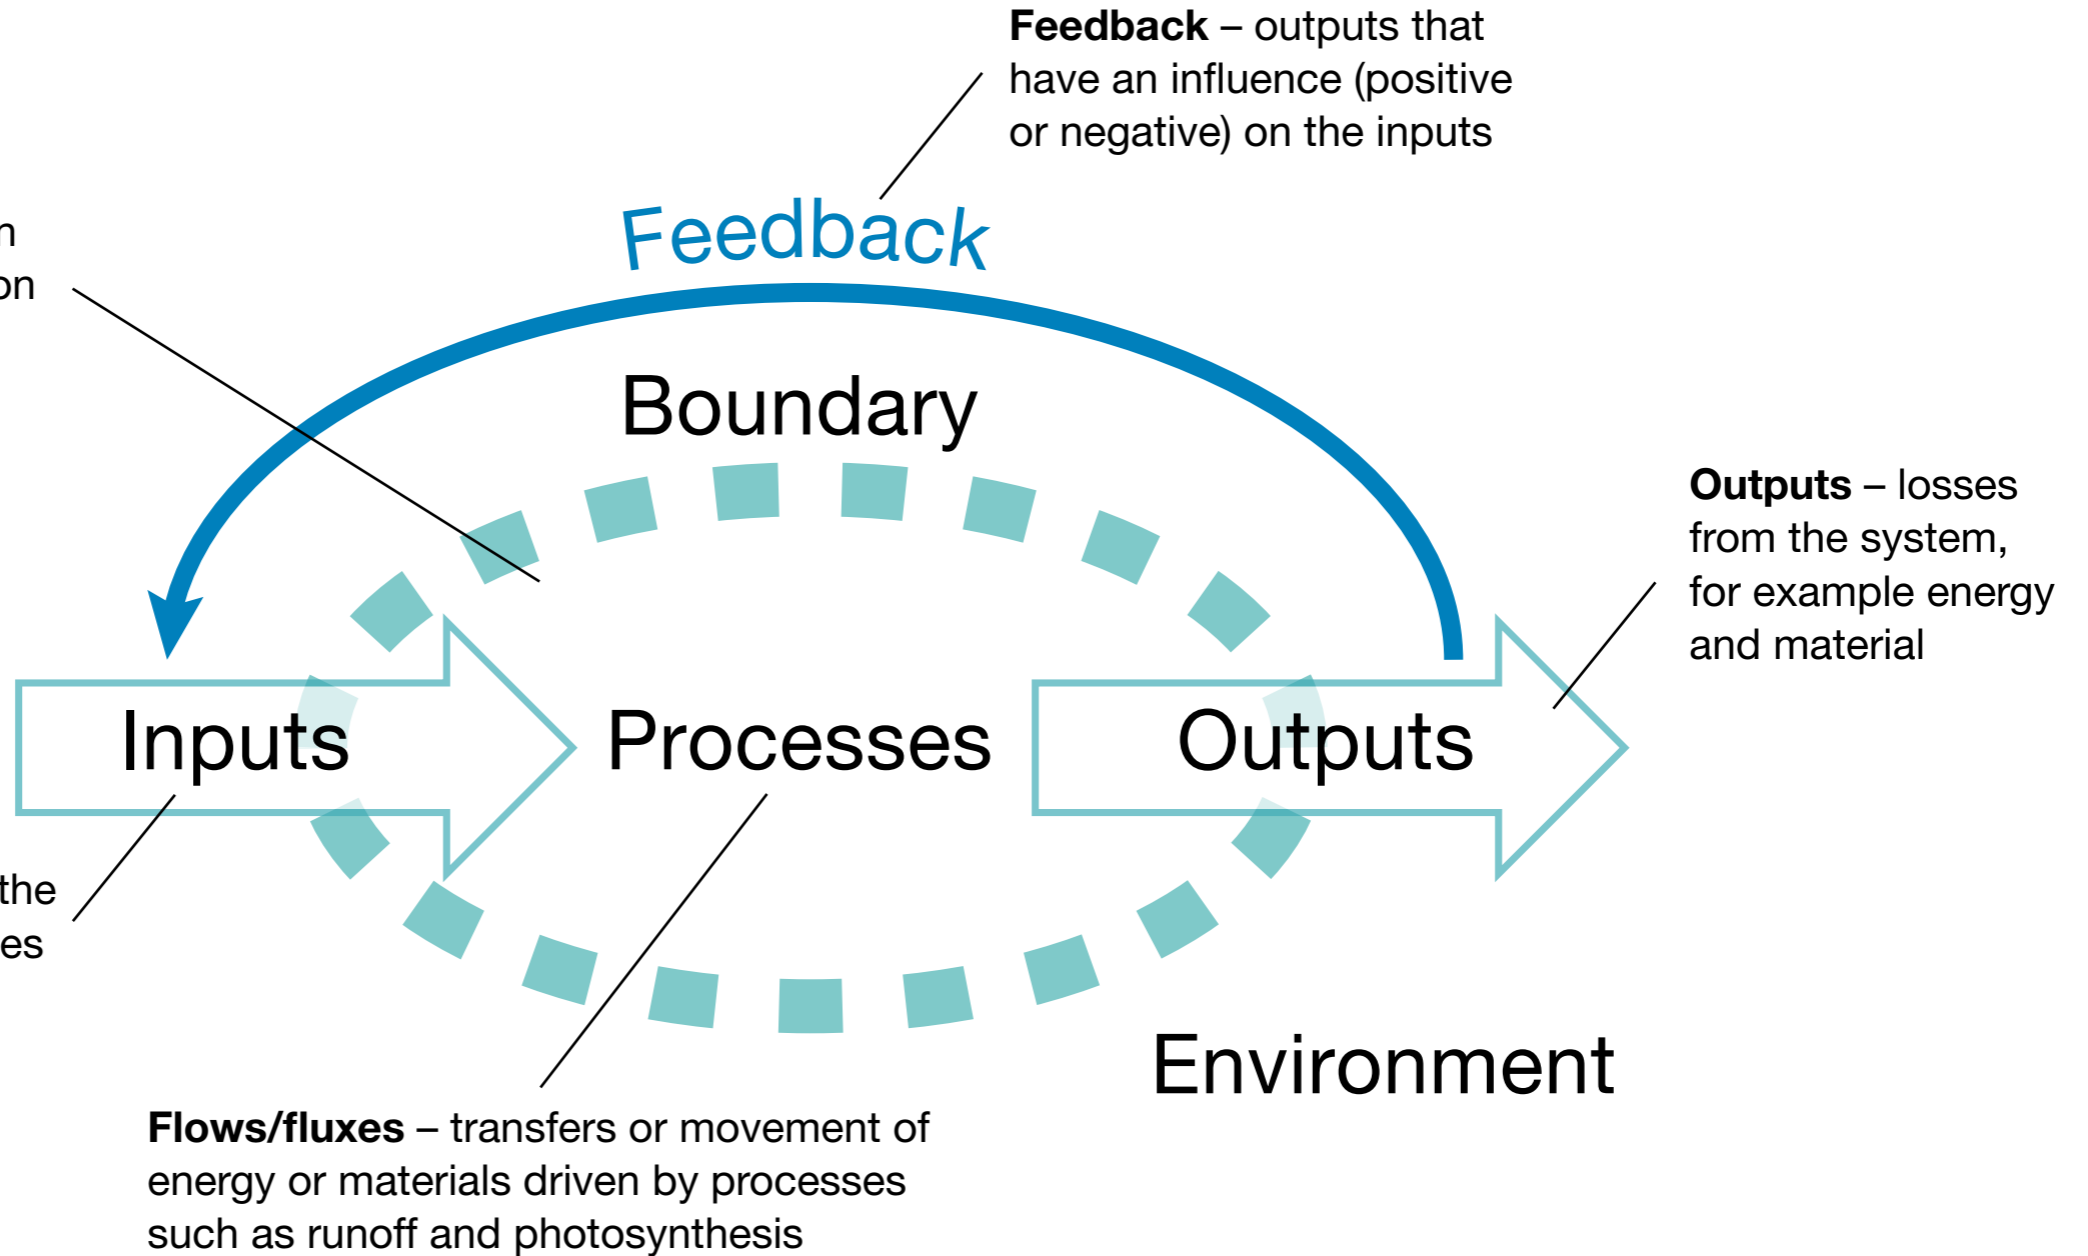 Feedback – outputs that
have an influence (positive
or negative) on the inputs
Feedback
Boundary
Outputs – losses
from the system,
for example energy
and material
Inputs
Processes
Outputs
the
Environment
Flows/fluxes – transfers or movement of
energy or materials driven by processes
such as runoff and photosynthesis